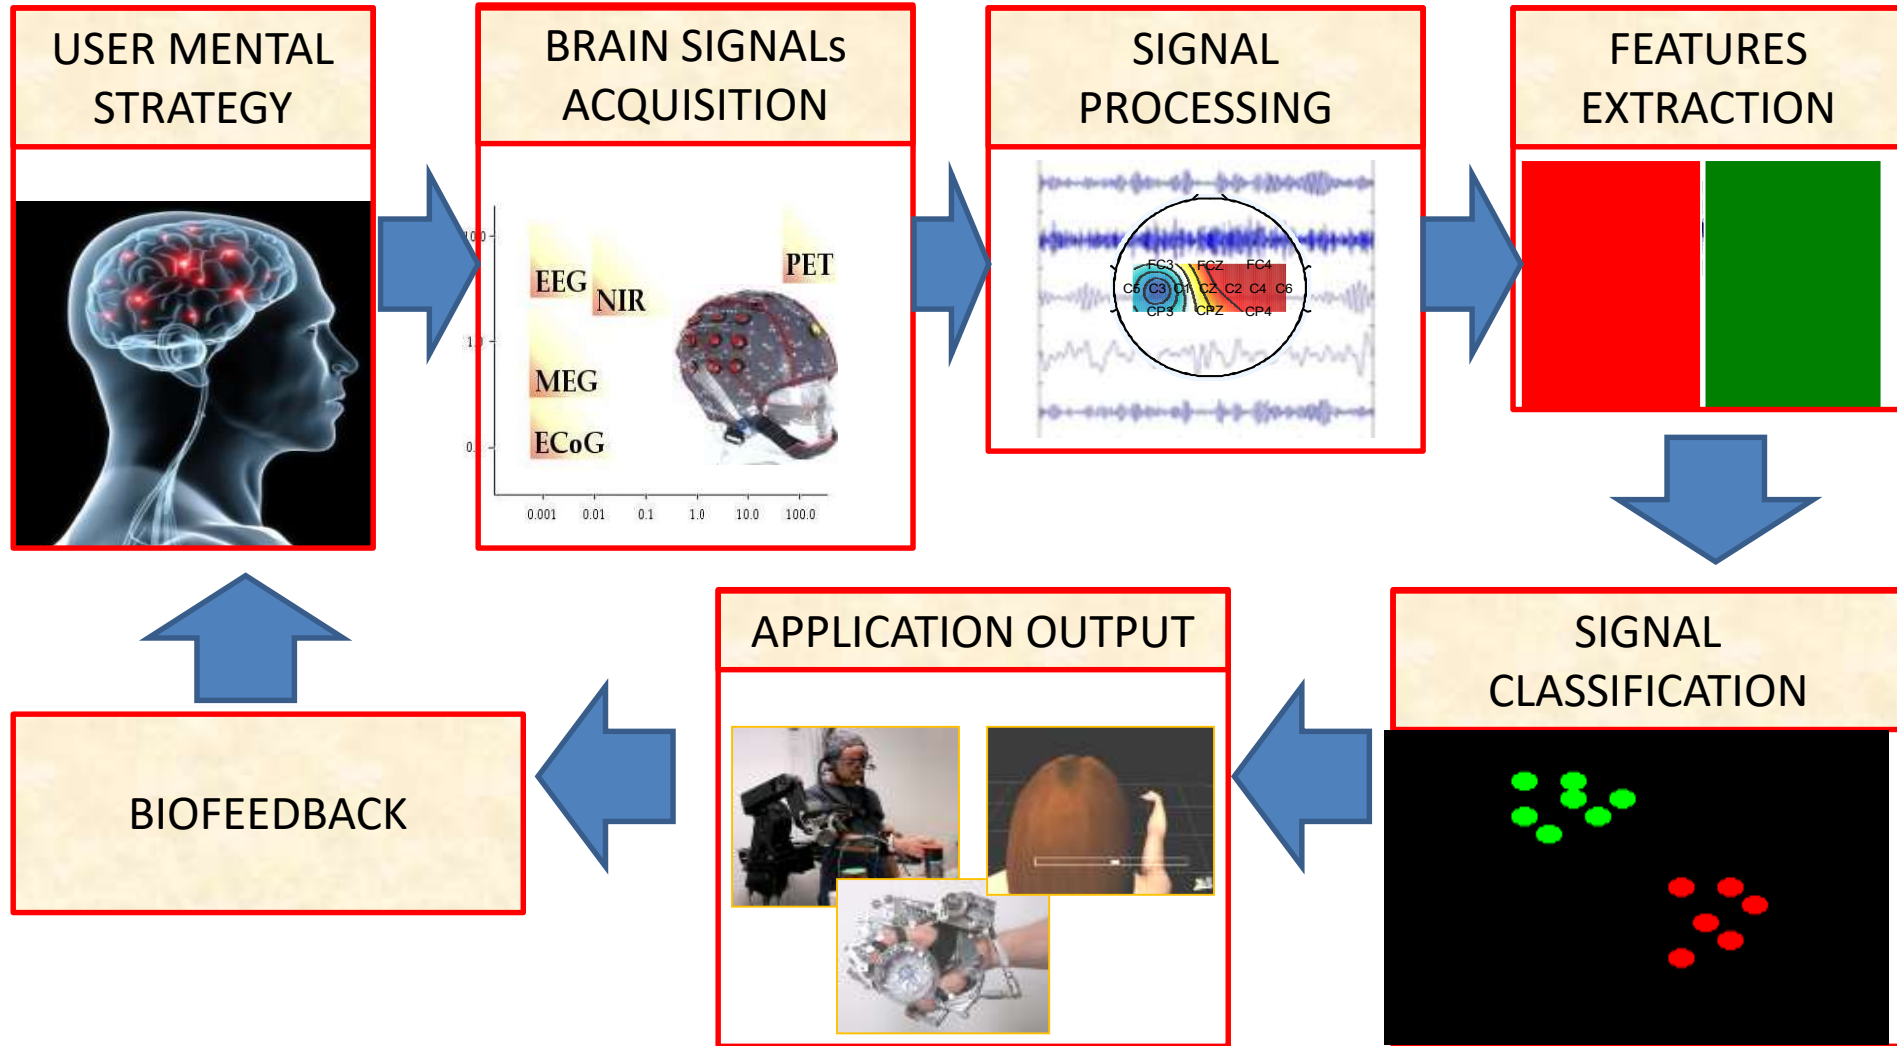 USER MENTAL
STRATEGY
BRAIN SIGNALs
ACQUISITION
SIGNAL
PROCESSING
FEATURES
EXTRACTION
EEG
NIR
PET
1.0
MEG
ECoG
0.001 0.01 0.1 1.0 10.0 100.0
FC3 FCZ FC4
C5 C3 C1 CZ C2 C4 C6
CP3 CPZ CP4
APPLICATION OUTPUT
SIGNAL
CLASSIFICATION
BIOFEEDBACK